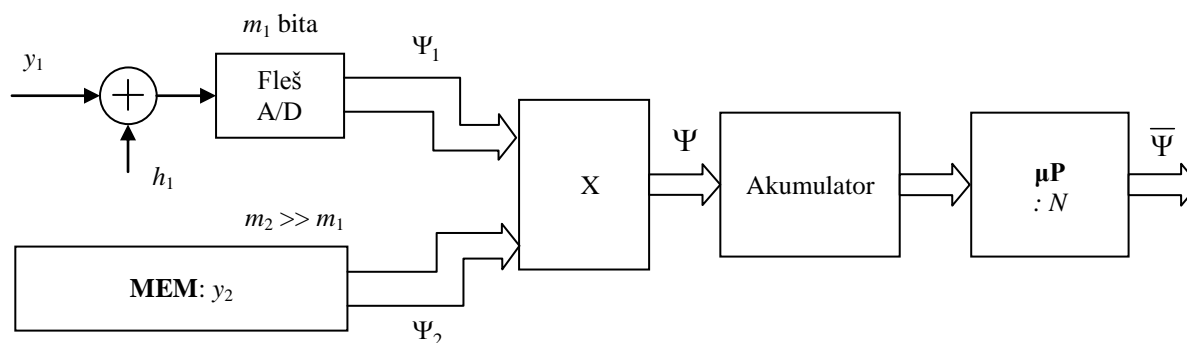 m₁ bita
y₁
Fleš
A/D
Ψ₁
h₁
X
Ψ
Akumulator
μP
: N
Ψ̅
m₂ >> m₁
MEM: y₂
Ψ₂